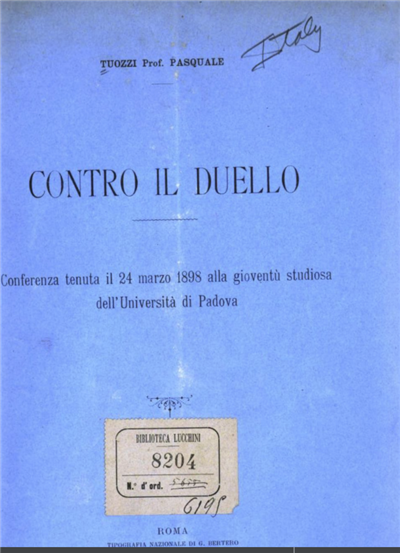 Italy
TUOZZI Prof. PASQUALE
CONTRO IL DUELLO
Conferenza tenuta il 24 marzo 1898 alla gioventù studiosa
dell'Università di Padova
BIBLIOTECA LUCCHINI
8204
N.° d'ord.
6195
ROMA
TIPOGRAFIA NAZIONALE DI G. BERTERO